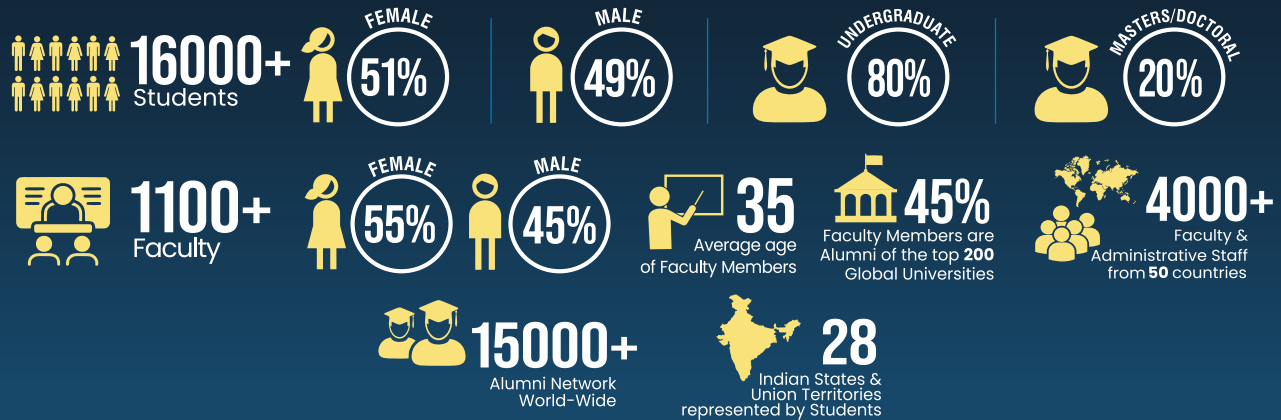 16000+
Students
FEMALE
51%
MALE
49%
UNDERGRADUATE
80%
MASTERS/DOCTORAL
20%
1100+
Faculty
FEMALE
55%
MALE
45%
35
Average age
of Faculty Members
45%
Faculty Members are
Alumni of the top 200
Global Universities
4000+
Faculty &
Administrative Staff
from 50 countries
15000+
Alumni Network
World-Wide
28
Indian States &
Union Territories
represented by Students